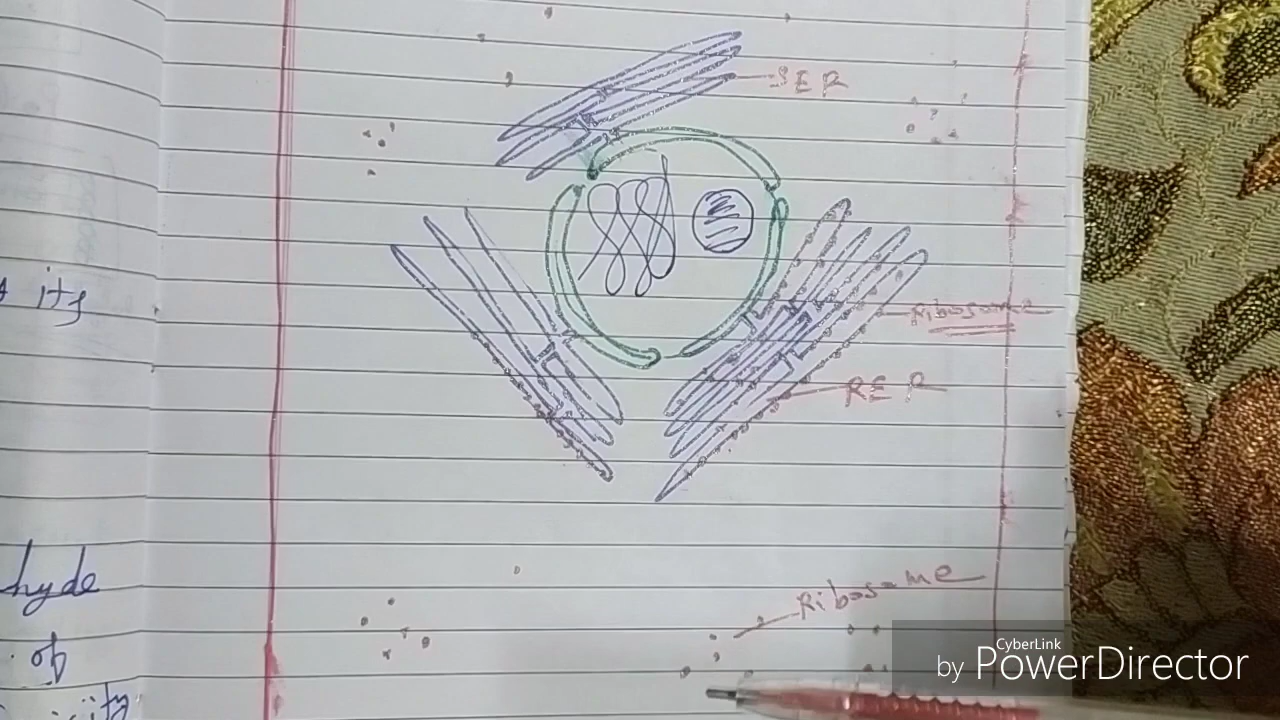 SER
its
Ribosome
RER
hyde
Ribosome
of
CyberLink
by PowerDirector